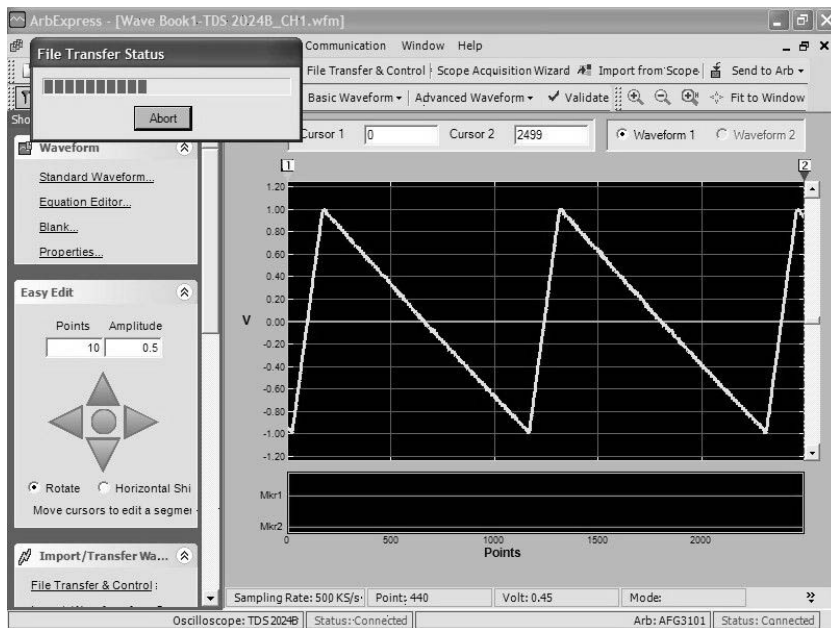 ArbExpress - [Wave Book1-TDS 2024B_CH1.wfm]
File Transfer Status
Abort
Communication Window Help
File Transfer & Control Scope Acquisition Wizard Import from Scope Send to Arb
Basic Waveform Advanced Waveform Validate Fit to Window
Sho
Cursor 1 0 Cursor 2 2499 Waveform 1 Waveform 2
Waveform
Standard Waveform...
Equation Editor...
Blank...
Properties...
Easy Edit
Points Amplitude
10 0.5
Rotate Horizontal Shi
Move cursors to edit a segmer
Import/Transfer Wa...
File Transfer & Control
1 2
1.20
1.00
0.80
0.60
0.40
0.20
V 0.00
-0.20
-0.40
-0.60
-0.80
-1.00
-1.20
Mkr1
Mkr2
0 500 1000 1500 2000
Points
Sampling Rate: 500 KS/s Point: 440 Volt: 0.45 Mode:
Oscilloscope: TDS 2024B Status: Connected Arb: AFG3101 Status: Connected